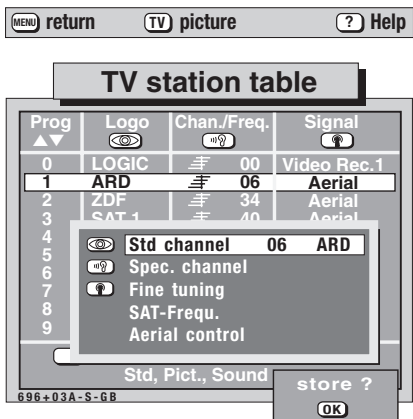 MENU return TV picture ? Help
TV station table
Prog Logo Chan./Freq. Signal
0 LOGIC 00 Video Rec.1
1 ARD 06 Aerial
2 ZDF 34 Aerial
3 SAT 1 40 Aerial
4
5
6
7
8
9
Std channel 06 ARD
Spec. channel
Fine tuning
SAT-Frequ.
Aerial control
Std, Pict., Sound
store ?
OK
696+03A-S-GB